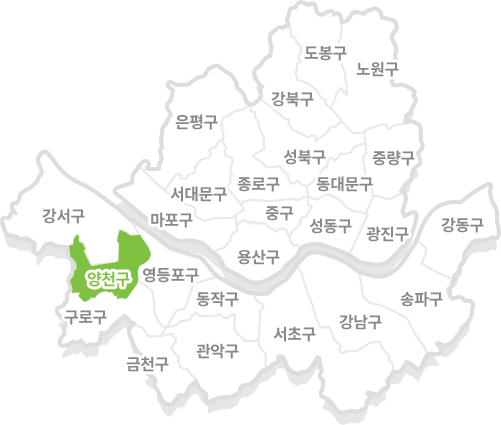 도봉구
노원구
강북구
은평구
성북구
중랑구
서대문구
종로구
동대문구
강서구
마포구
중구
성동구
광진구
강동구
용산구
양천구
영등포구
동작구
송파구
구로구
강남구
서초구
관악구
금천구